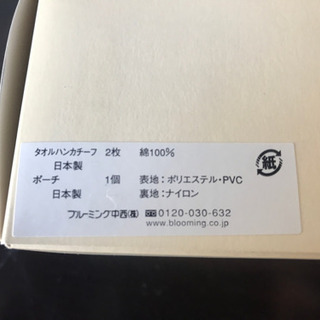 タオルハンカチーフ 2枚 綿100%
日本製
ポーチ 1個 表地：ポリエステル・PVC
日本製 裏地：ナイロン
ブルーミング中西(株) 0120-030-632
www.blooming.co.jp
紙